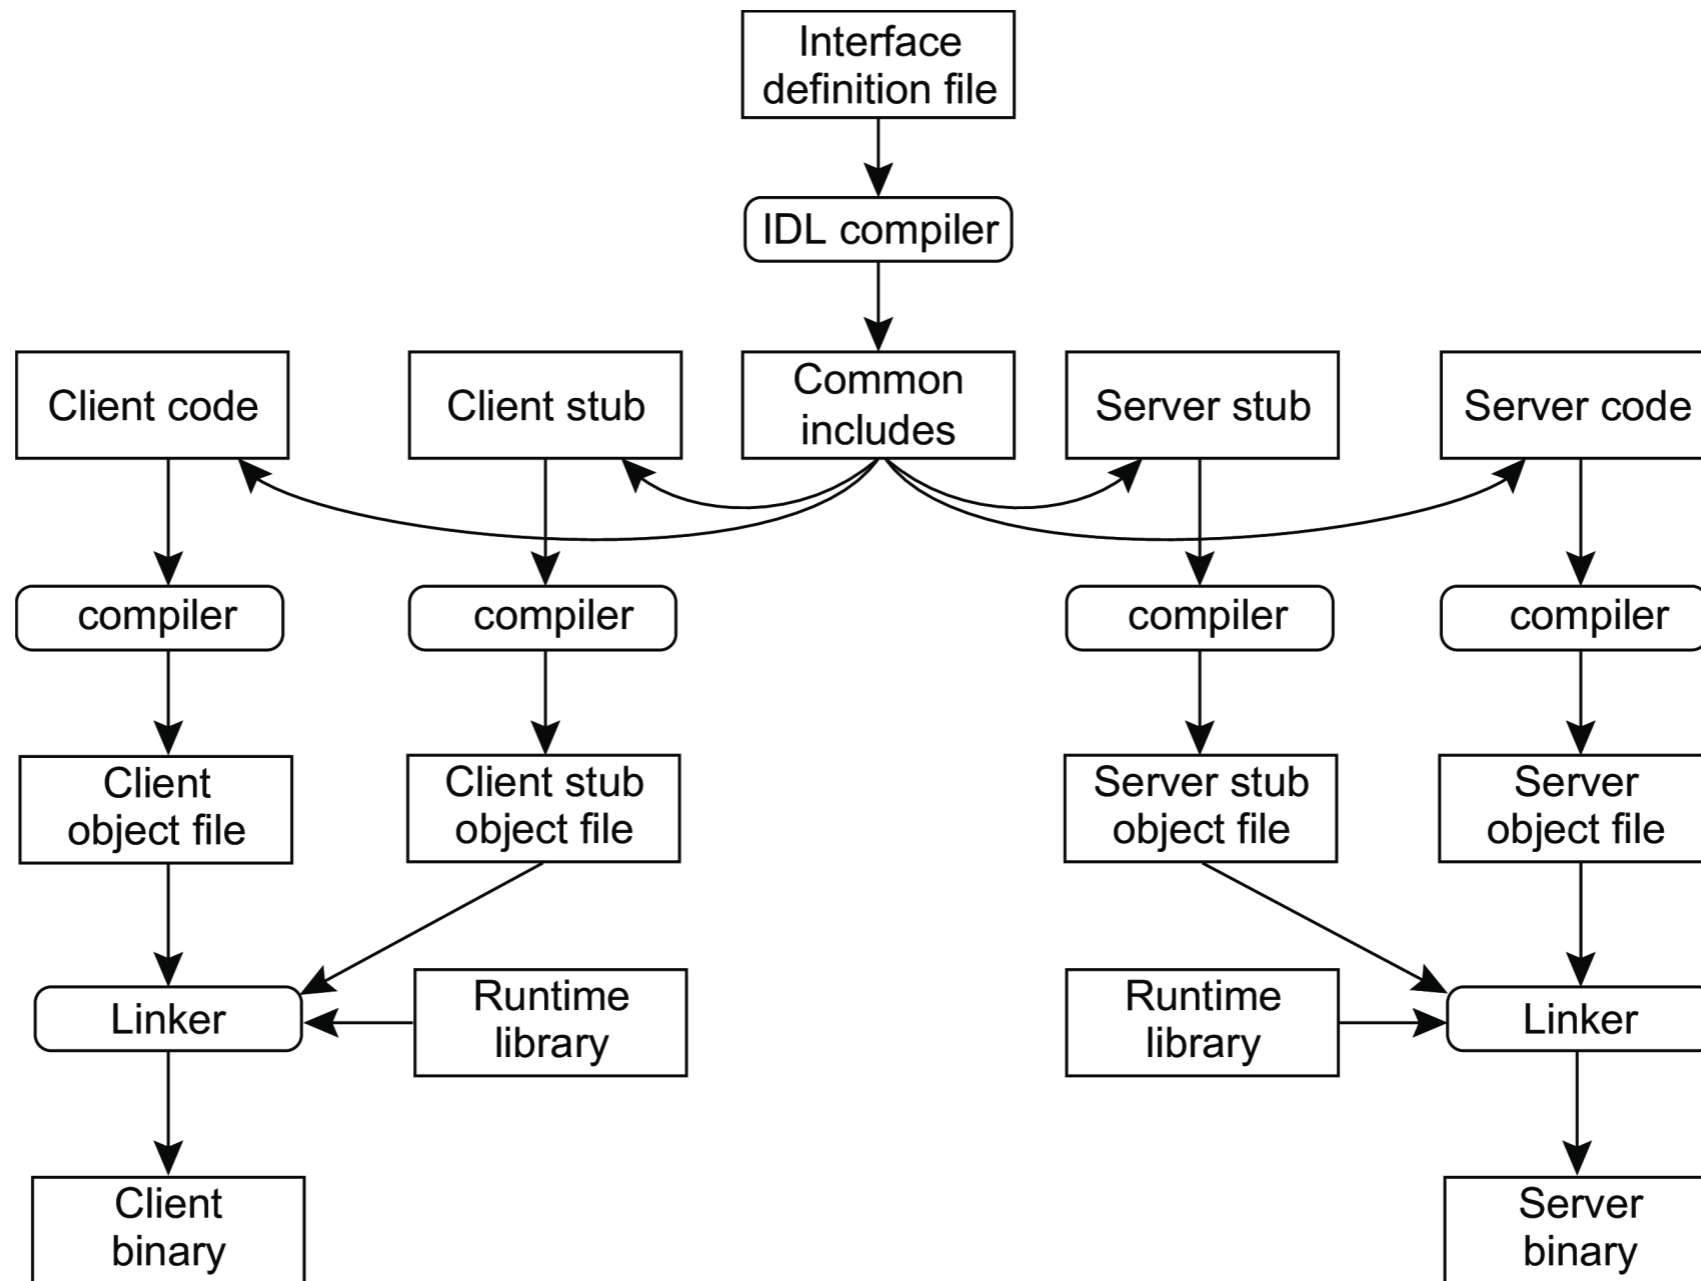 Interface
definition file
IDL compiler
Client code
Client stub
Common
includes
Server stub
Server code
compiler
compiler
compiler
compiler
Client
object file
Client stub
object file
Server stub
object file
Server
object file
Linker
Runtime
library
Runtime
library
Linker
Client
binary
Server
binary